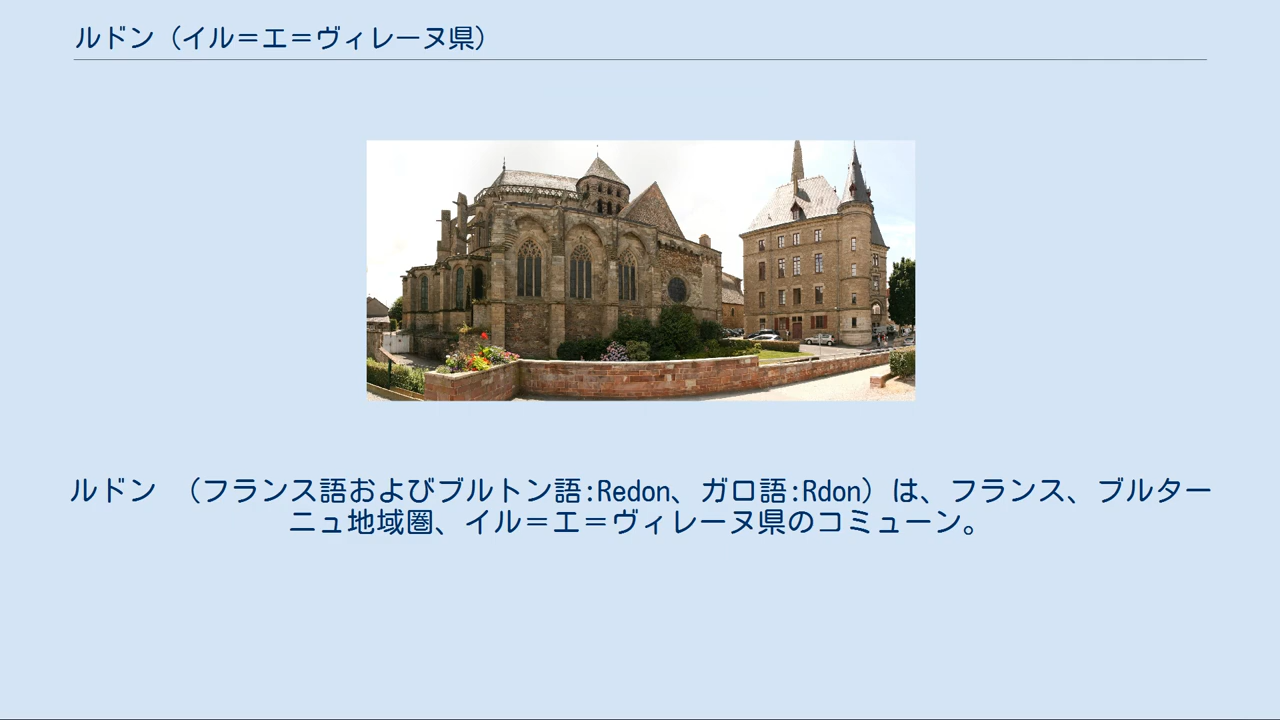 ルドン（イル＝エ＝ヴィレーヌ県）
ルドン （フランス語およびブルトン語:Redon、ガロ語:Rdon）は、フランス、ブルター
ニュ地域圏、イル＝エ＝ヴィレーヌ県のコミューン。